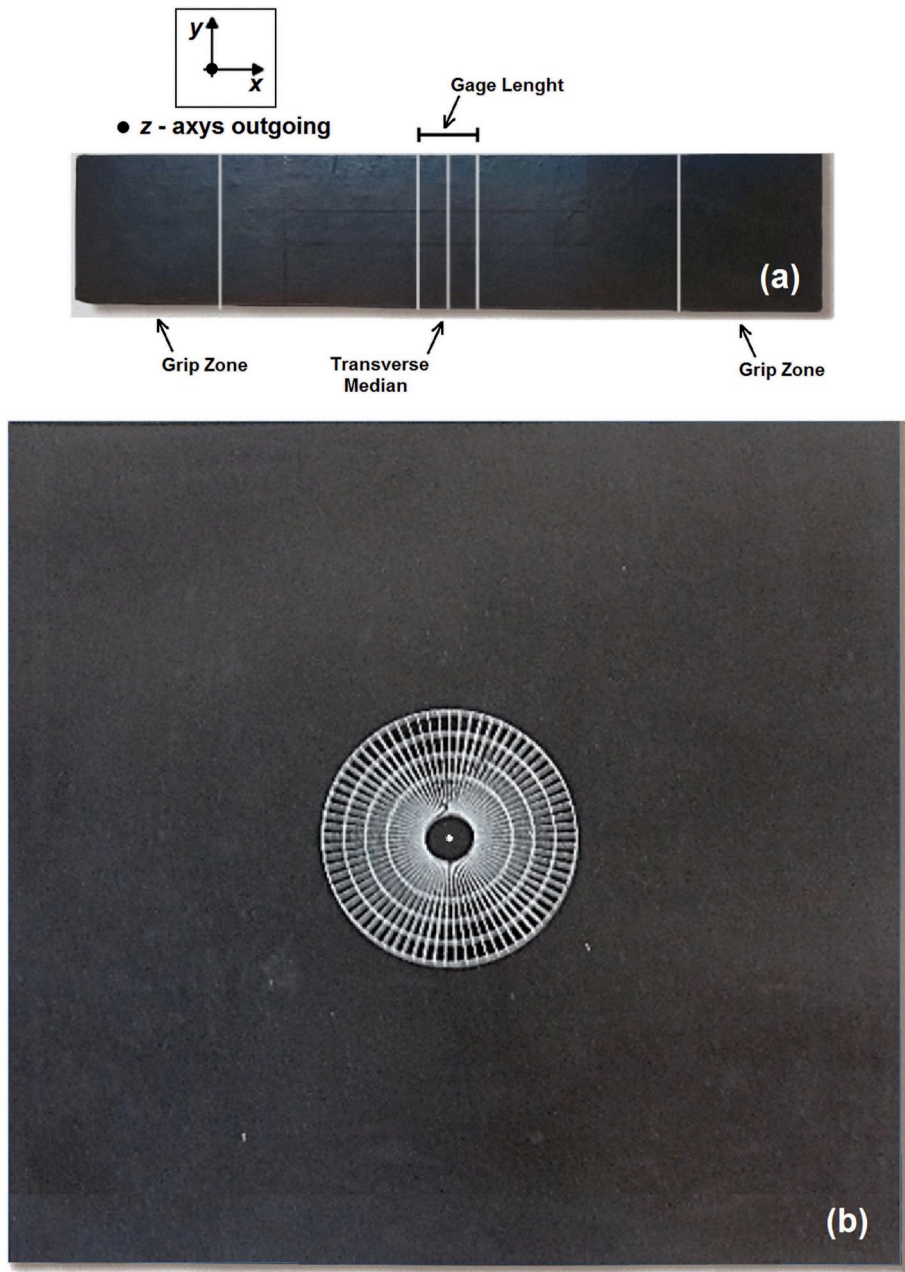 y
x
● z - axys outgoing
Gage Lenght
(a)
Grip Zone
Transverse
Median
Grip Zone
(b)